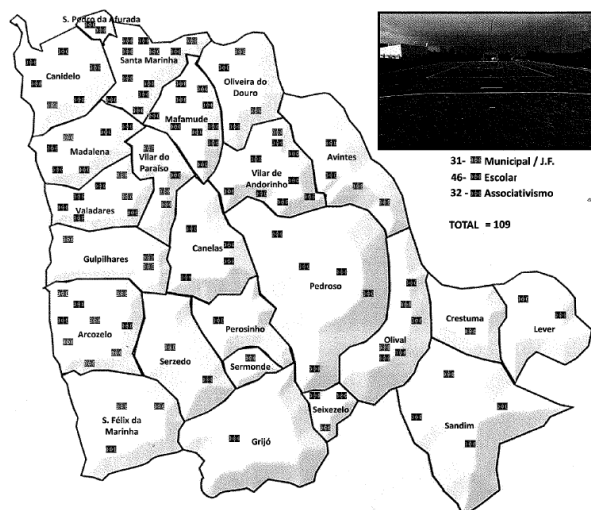 S. Pedro da Afurada
Santa Marinha
Canidelo
Oliveira do
Douro
Mafamude
Madalena
Vilar do
Paraíso
Vilar de
Andorinho
Avintes
31- Municipal / J.F.
46- Escolar
32 - Associativismo
TOTAL = 109
Valadares
Gulpilhares
Canelas
Pedroso
Arcozelo
Serzedo
Perosinho
Sermonde
Olival
Crestuma
Lever
Seixezelo
S. Félix da
Marinha
Grijó
Sandim